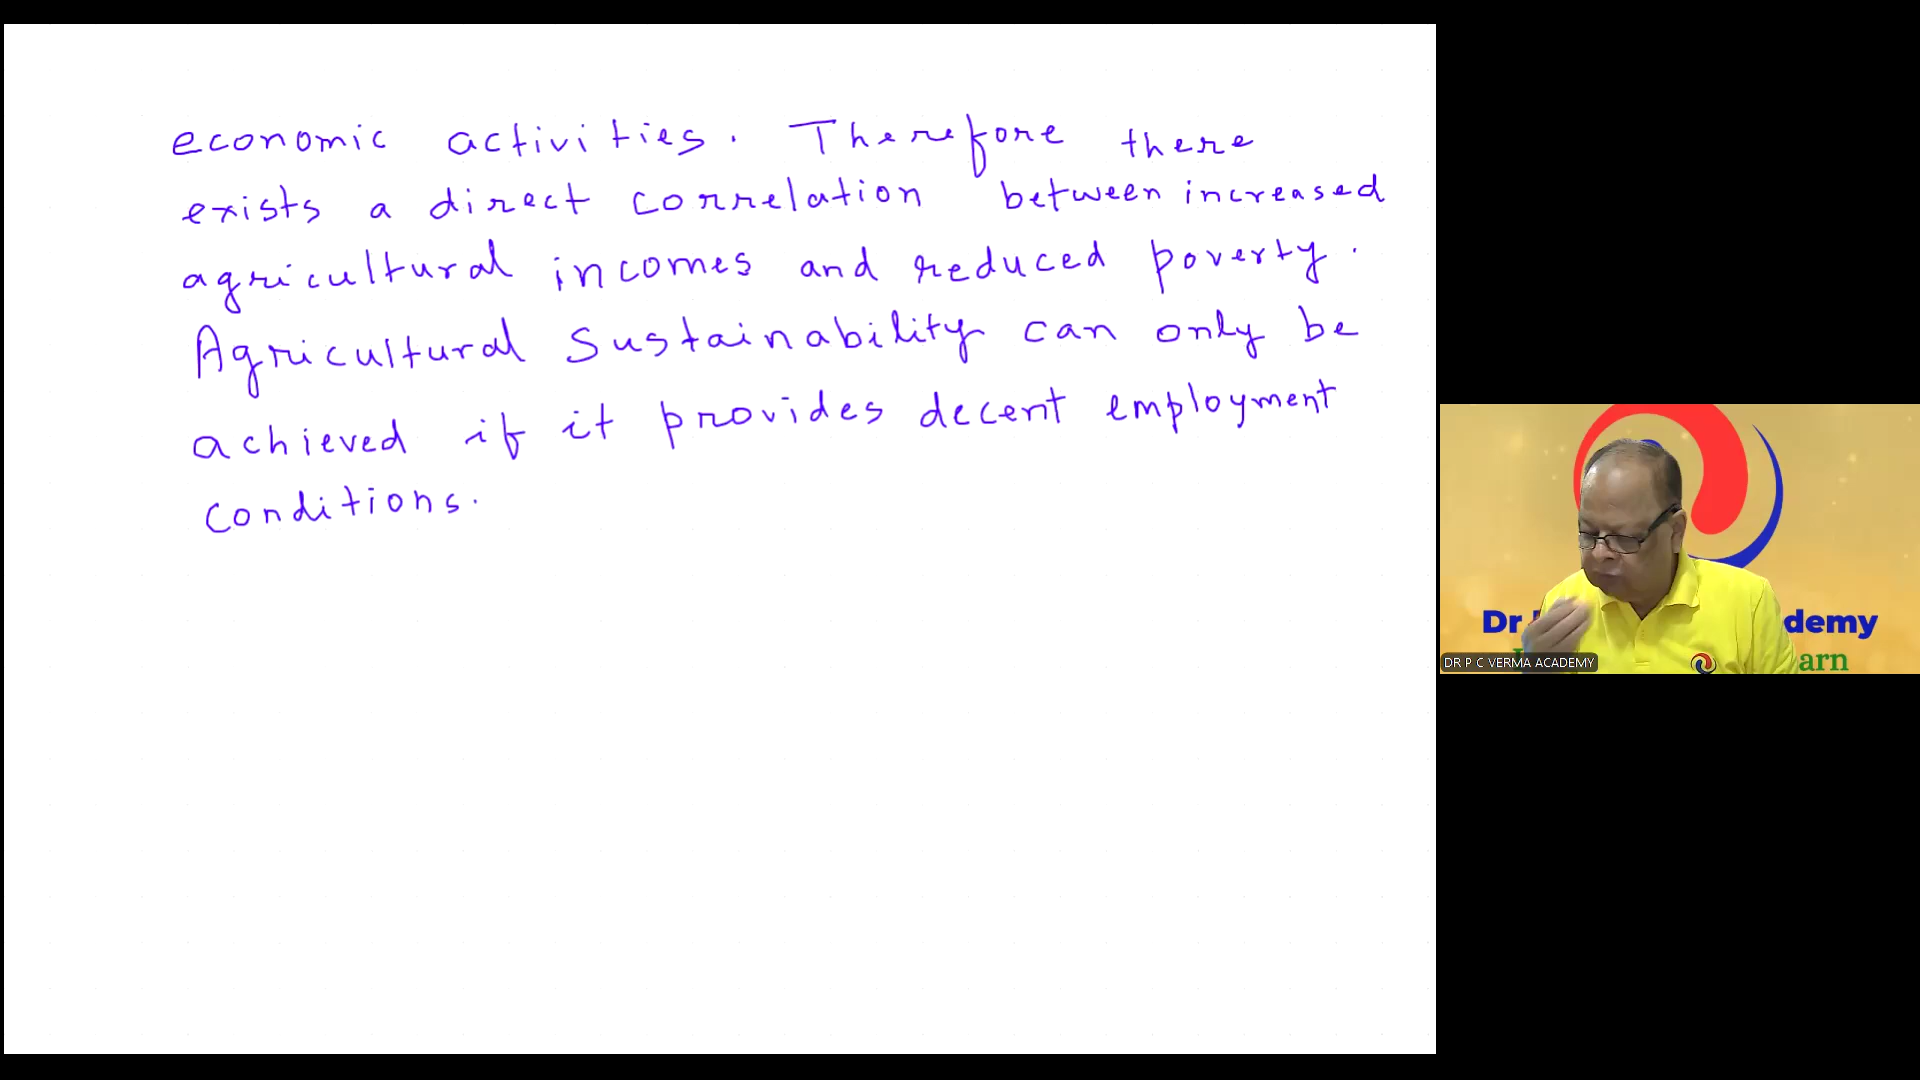 economic activities. Therefore there
exists a direct correlation between increased
agricultural incomes and reduced poverty.
Agricultural Sustainability can only be
achieved if it provides decent employment
conditions.
Dr demy
arn
DR P C VERMA ACADEMY